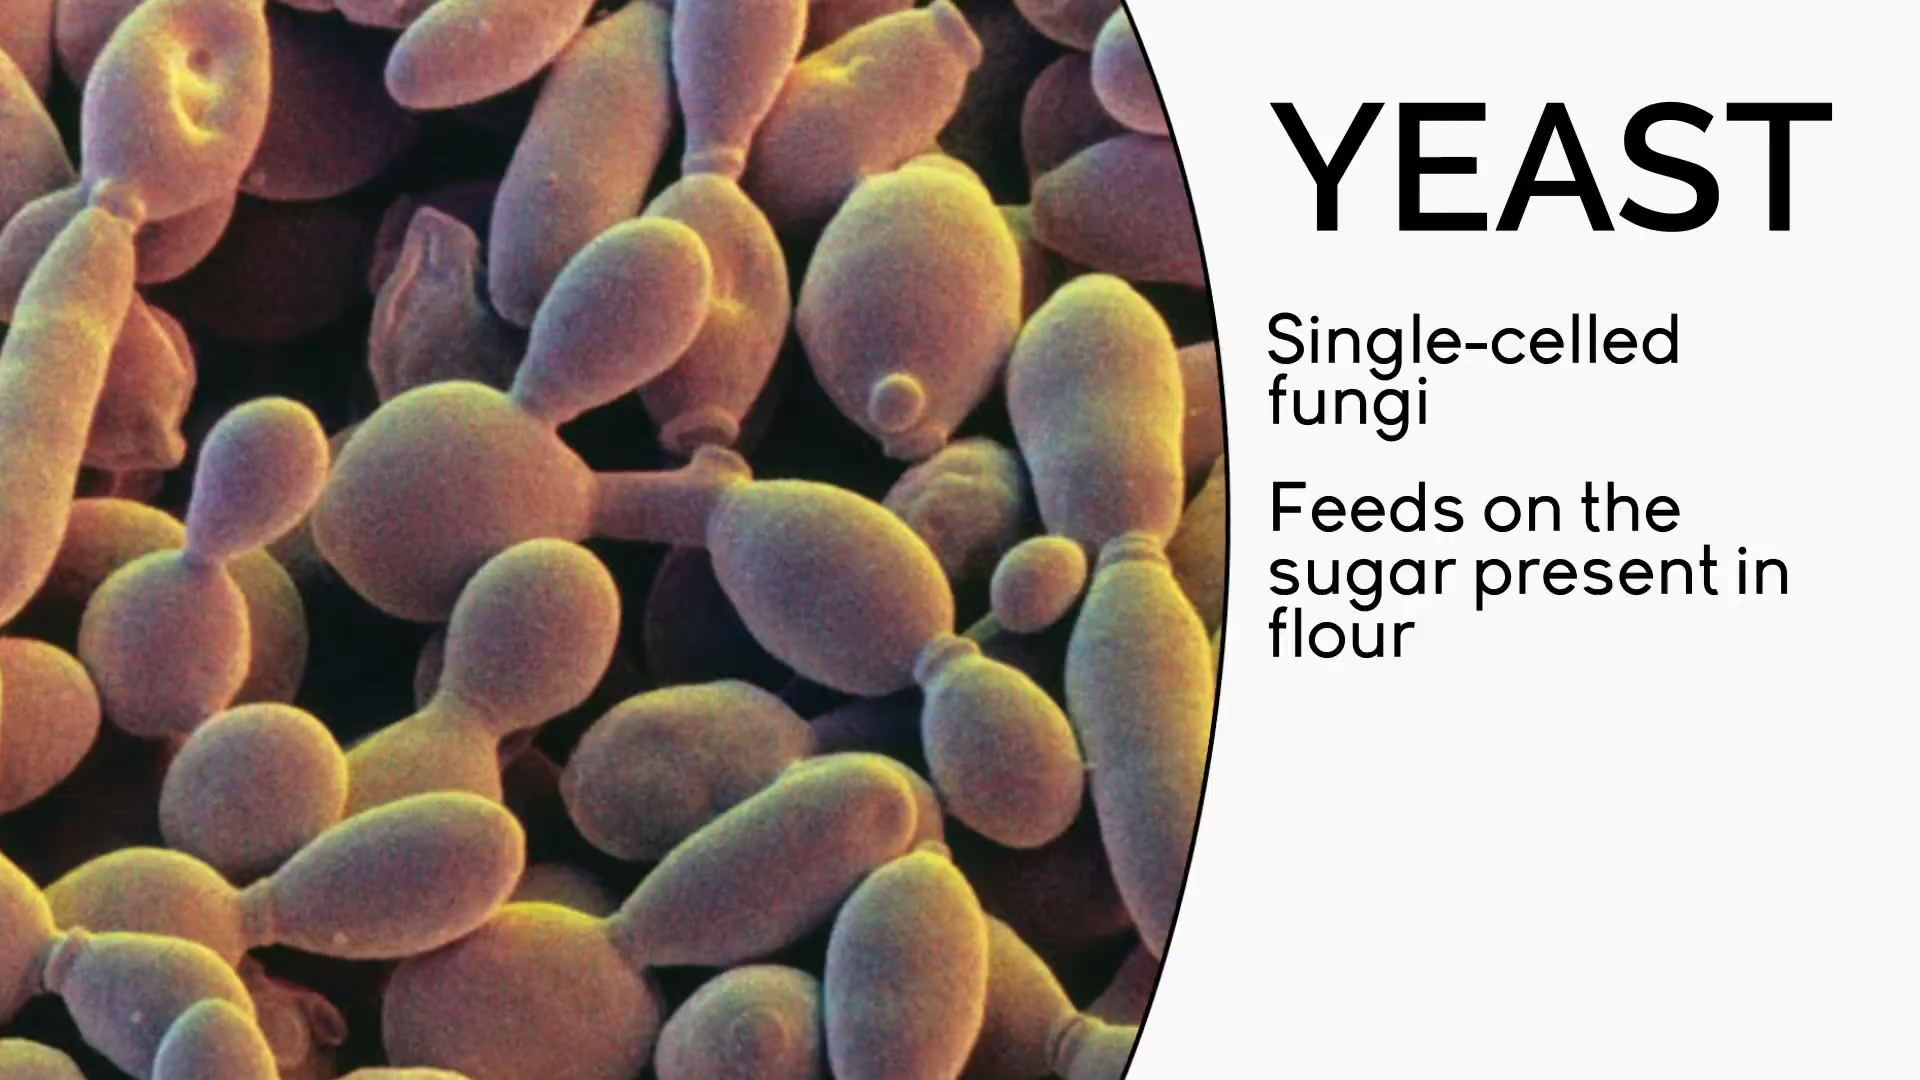 YEAST
Single-celled
fungi
Feeds on the
sugar present in
flour